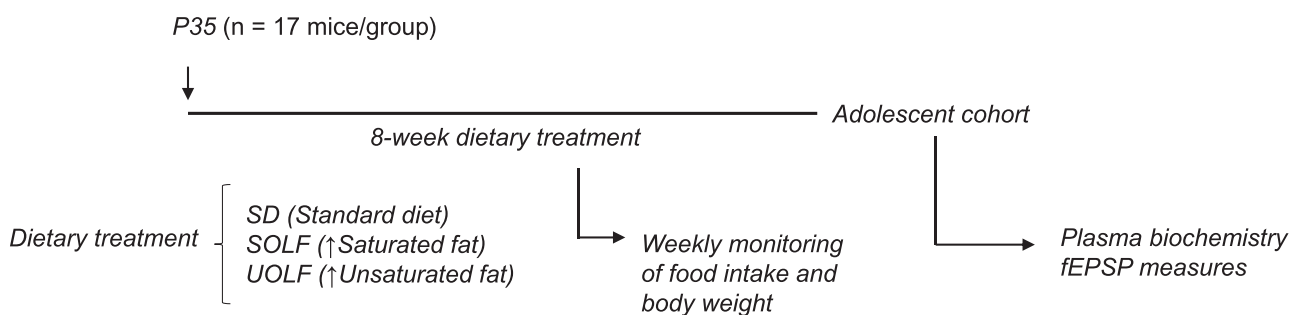 P35 (n = 17 mice/group)
Adolescent cohort
8-week dietary treatment
Dietary treatment
SD (Standard diet)
SOLF (↑Saturated fat)
UOLF (↑Unsaturated fat)
Weekly monitoring
of food intake and
body weight
Plasma biochemistry
fEPSP measures